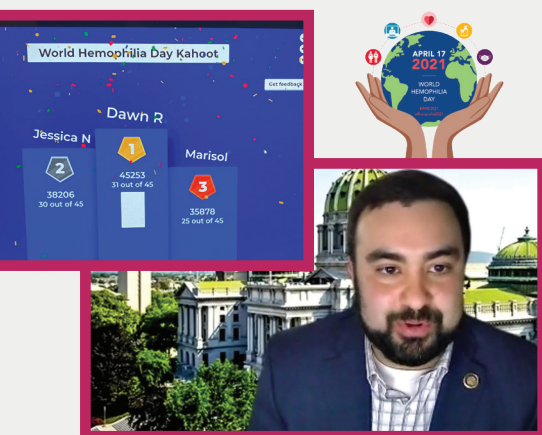 World Hemophilia Day Kahoot
Get feedback
Dawn R
Jessica N
Marisol
1
2
3
45253
31 out of 45
38206
30 out of 45
35878
25 out of 45
APRIL 17
2021
WORLD
HEMOPHILIA
DAY